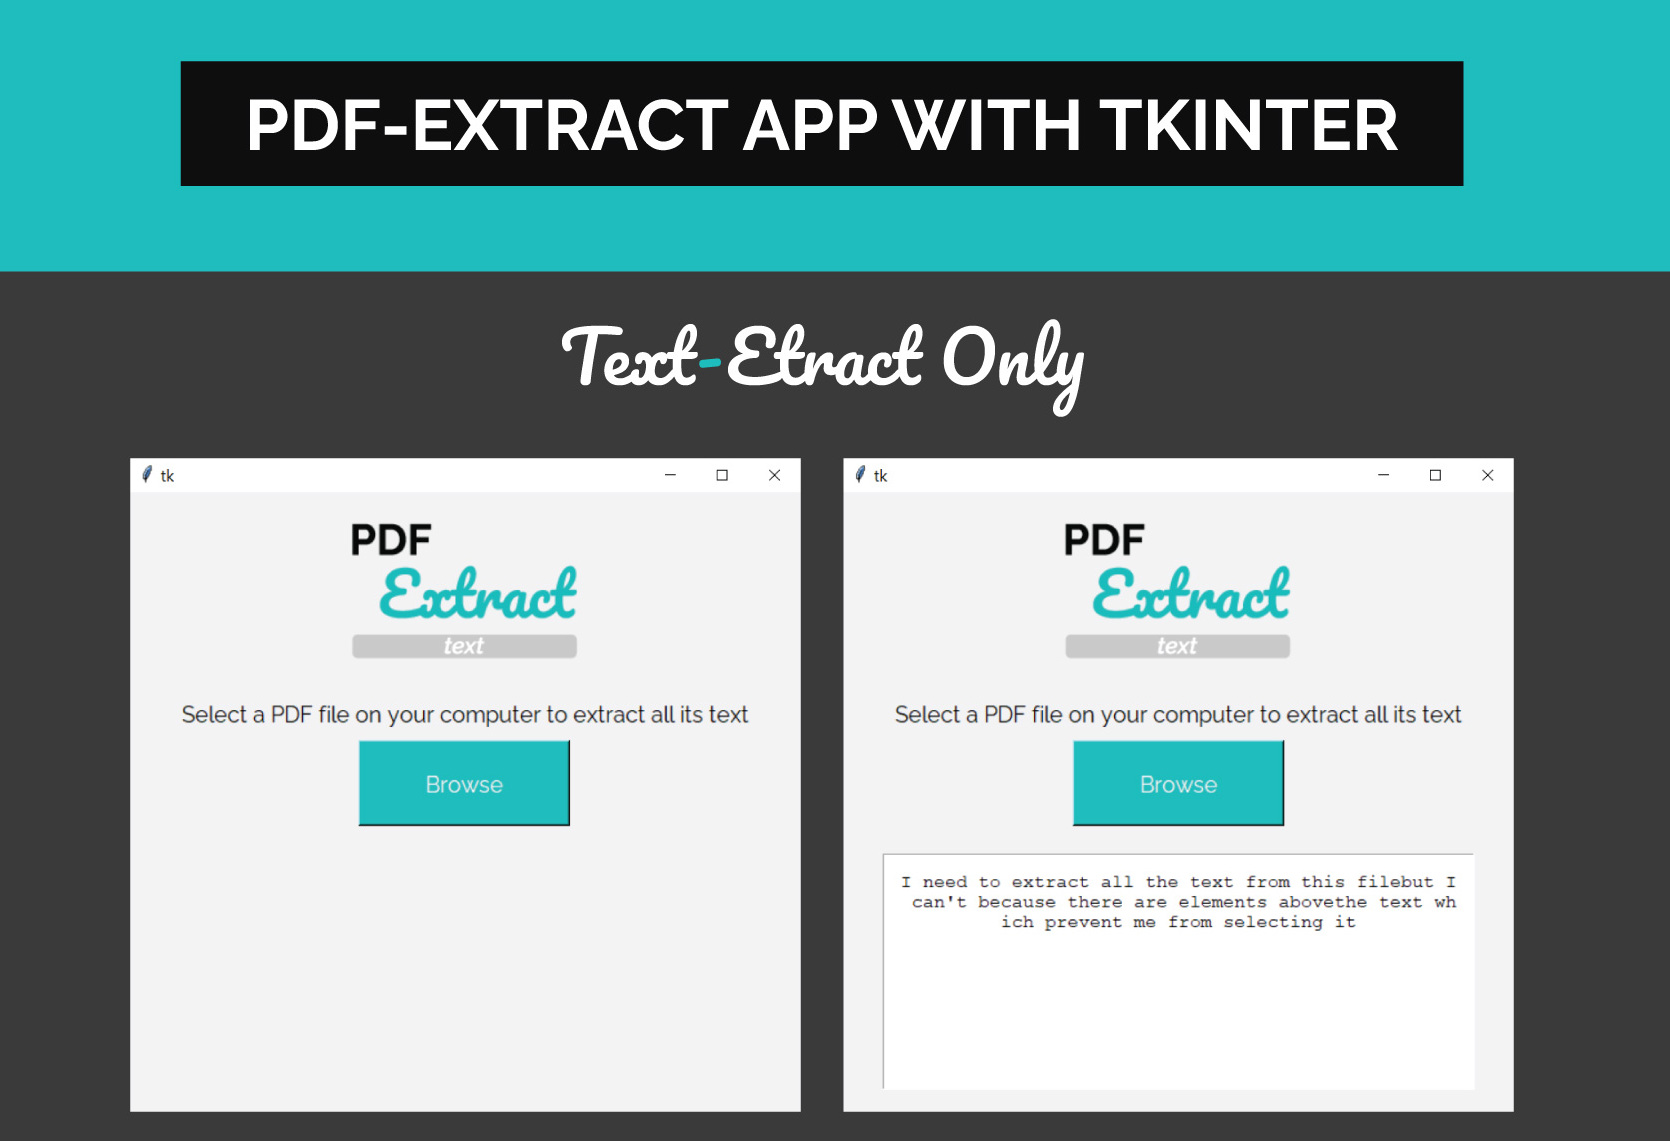 PDF-EXTRACT APP WITH TKINTER
Text-Etract Only
tk
PDF
Extract
text
Select a PDF file on your computer to extract all its text
Browse
tk
PDF
Extract
text
Select a PDF file on your computer to extract all its text
Browse
I need to extract all the text from this filebut I
can't because there are elements abovethe text wh
ich prevent me from selecting it